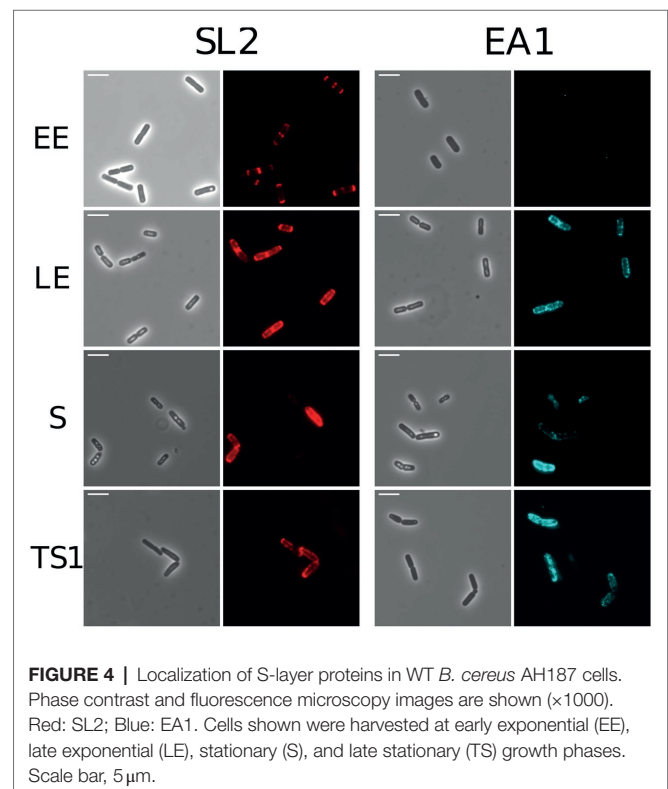 SL2 EA1
EE
LE
S
TS1
FIGURE 4 | Localization of S-layer proteins in WT B. cereus AH187 cells.
Phase contrast and fluorescence microscopy images are shown (×1000).
Red: SL2; Blue: EA1. Cells shown were harvested at early exponential (EE),
late exponential (LE), stationary (S), and late stationary (TS) growth phases.
Scale bar, 5 μm.